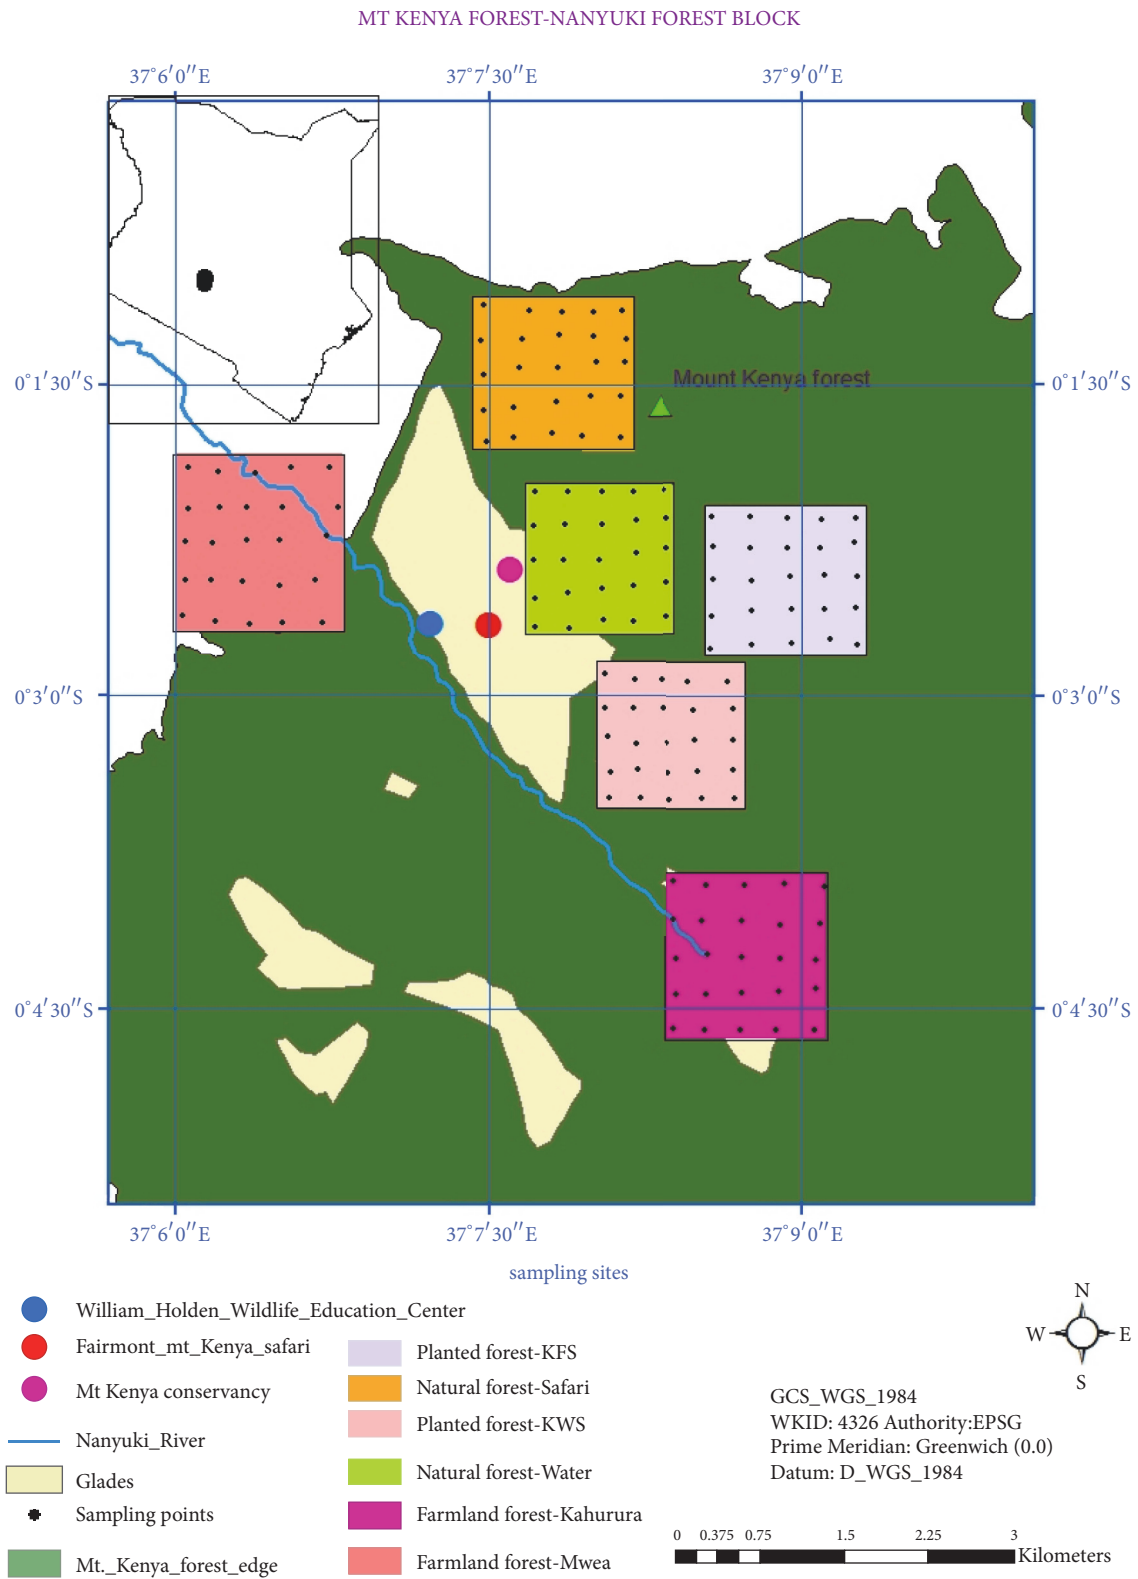 MT KENYA FOREST-NANYUKI FOREST BLOCK
37°6′0″E 37°7′30″E 37°9′0″E
0°1′30″S 0°1′30″S
Mount Kenya forest
0°3′0″S 0°3′0″S
0°4′30″S 0°4′30″S
37°6′0″E 37°7′30″E 37°9′0″E
sampling sites
William_Holden_Wildlife_Education_Center
Fairmont_mt_Kenya_safari
Mt Kenya conservancy
Nanyuki_River
Glades
Sampling points
Mt._Kenya_forest_edge
Planted forest-KFS
Natural forest-Safari
Planted forest-KWS
Natural forest-Water
Farmland forest-Kahurura
Farmland forest-Mwea
N
W E
S
GCS_WGS_1984
WKID: 4326 Authority:EPSG
Prime Meridian: Greenwich (0.0)
Datum: D_WGS_1984
0 0.375 0.75 1.5 2.25 3
Kilometers